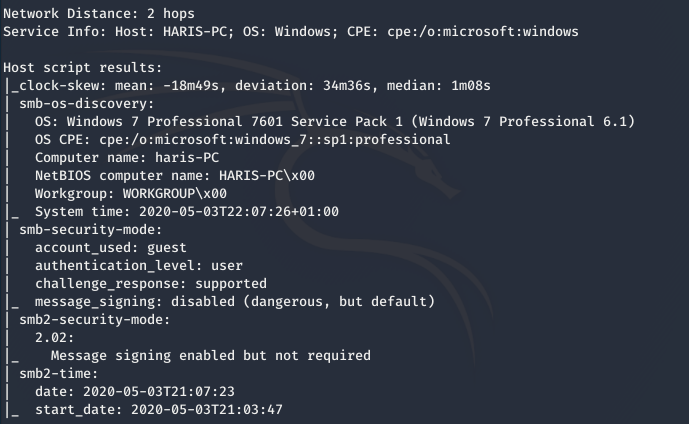 Network Distance: 2 hops
Service Info: Host: HARIS-PC; OS: Windows; CPE: cpe:/o:microsoft:windows

Host script results:
|_clock-skew: mean: -18m49s, deviation: 34m36s, median: 1m08s
| smb-os-discovery:
|   OS: Windows 7 Professional 7601 Service Pack 1 (Windows 7 Professional 6.1)
|   OS CPE: cpe:/o:microsoft:windows_7::sp1:professional
|   Computer name: haris-PC
|   NetBIOS computer name: HARIS-PC\x00
|   Workgroup: WORKGROUP\x00
|_  System time: 2020-05-03T22:07:26+01:00
| smb-security-mode:
|   account_used: guest
|   authentication_level: user
|   challenge_response: supported
|_  message_signing: disabled (dangerous, but default)
| smb2-security-mode:
|   2.02:
|_    Message signing enabled but not required
| smb2-time:
|   date: 2020-05-03T21:07:23
|_  start_date: 2020-05-03T21:03:47